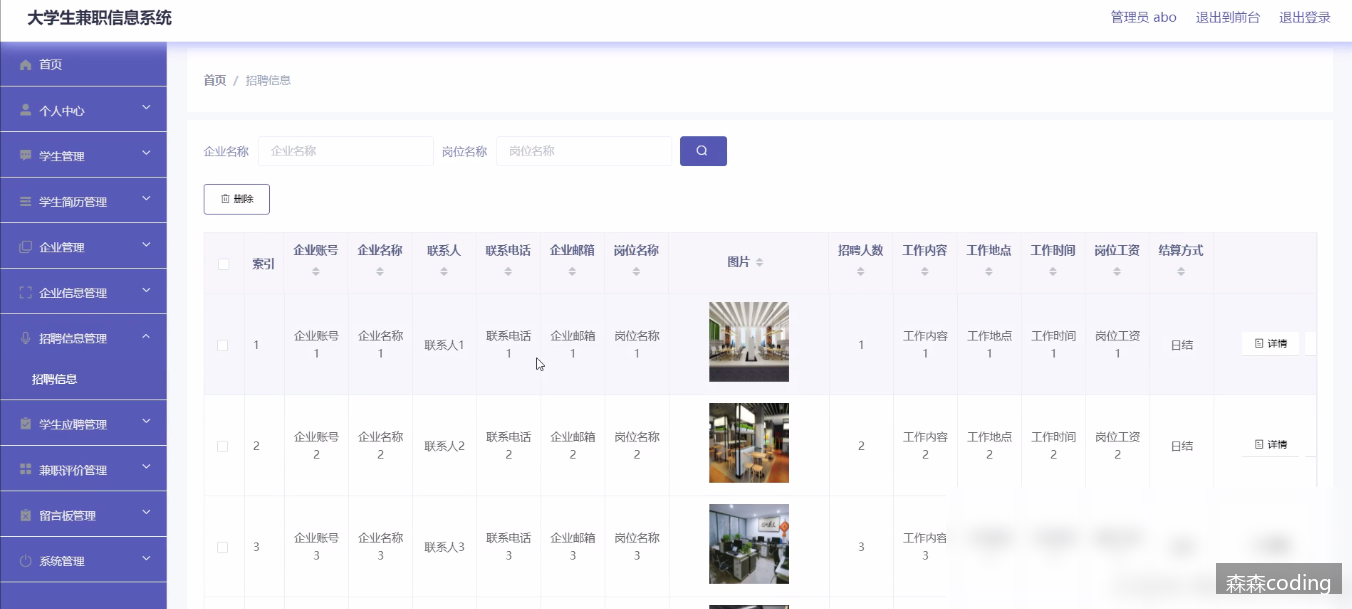 大学生兼职信息系统
管理员 abo 退出到前台 退出登录
首页
个人中心
学生管理
学生简历管理
企业管理
企业信息管理
招聘信息管理
招聘信息
学生应聘管理
兼职评价管理
留言板管理
系统管理
首页 / 招聘信息
企业名称 企业名称 岗位名称 岗位名称
删除
索引 企业账号 企业名称 联系人 联系电话 企业邮箱 岗位名称 图片 招聘人数 工作内容 工作地点 工作时间 岗位工资 结算方式
1 企业账号1 企业名称1 联系人1 联系电话1 企业邮箱1 岗位名称1 1 工作内容1 工作地点1 工作时间1 岗位工资1 日结 详情
2 企业账号2 企业名称2 联系人2 联系电话2 企业邮箱2 岗位名称2 2 工作内容2 工作地点2 工作时间2 岗位工资2 日结 详情
3 企业账号3 企业名称3 联系人3 联系电话3 企业邮箱3 岗位名称3 3 工作内容3
森森coding